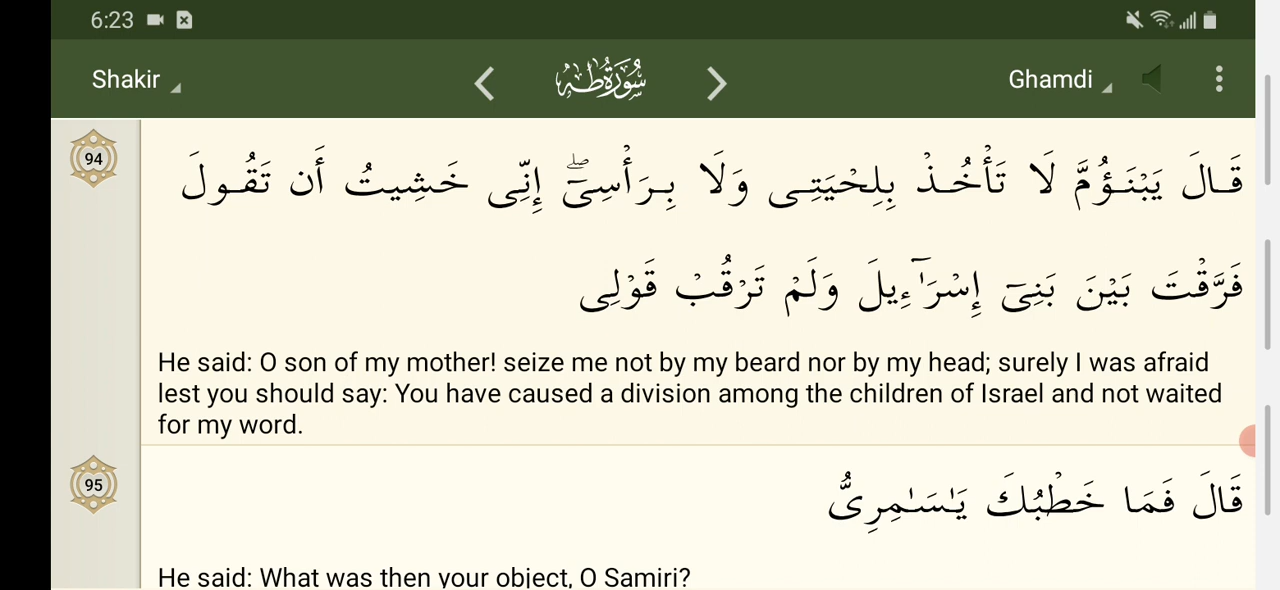 6:23
Shakir
سُورَةُ طه
Ghamdi
94
قَالَ يَبْنَؤُمَّ لَا تَأْخُذْ بِلِحْيَتِى وَلَا بِرَأْسِىٓ ۖ إِنِّى خَشِيتُ أَن تَقُولَ
فَرَّقْتَ بَيْنَ بَنِىٓ إِسْرَٰٓءِيلَ وَلَمْ تَرْقُبْ قَوْلِى
He said: O son of my mother! seize me not by my beard nor by my head; surely I was afraid
lest you should say: You have caused a division among the children of Israel and not waited
for my word.
95
قَالَ فَمَا خَطْبُكَ يَـٰسَـٰمِرِىُّ
He said: What was then your object, O Samiri?